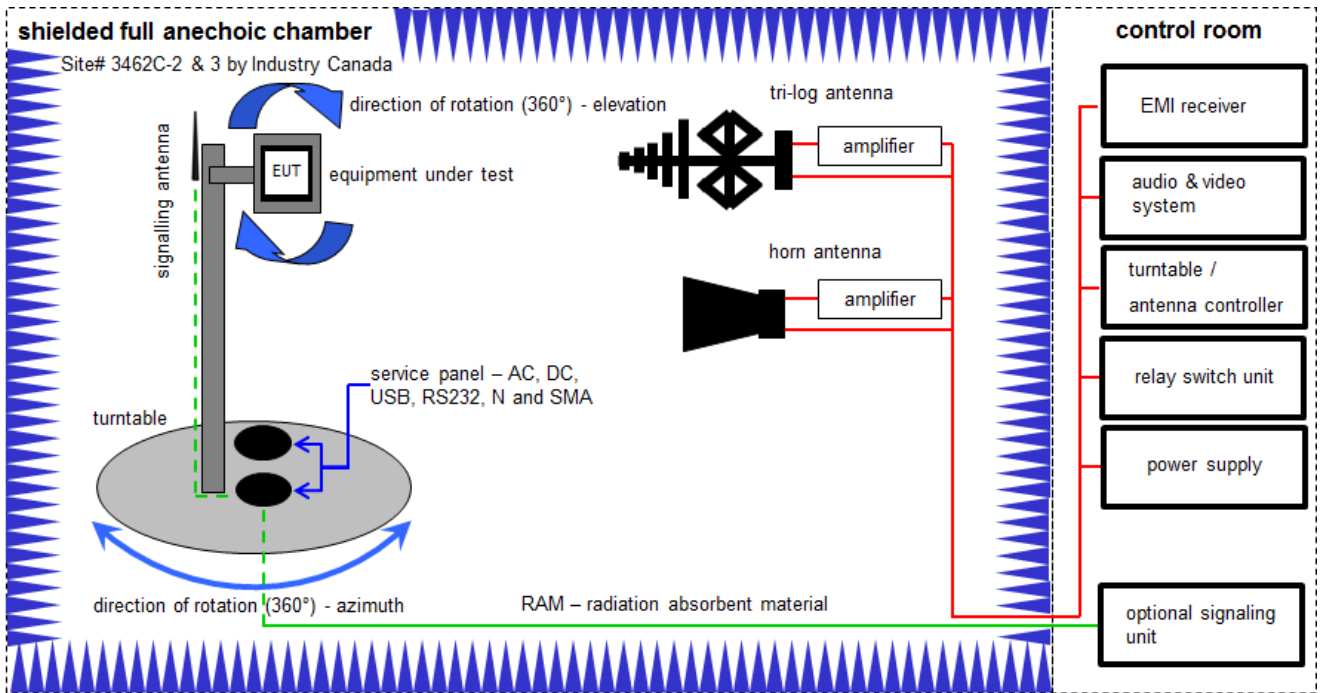 shielded full anechoic chamber
Site# 3462C-2 & 3 by Industry Canada
direction of rotation (360°) - elevation
signalling antenna
EUT
equipment under test
tri-log antenna
amplifier
horn antenna
amplifier
service panel – AC, DC,
USB, RS232, N and SMA
turntable
direction of rotation (360°) - azimuth
RAM – radiation absorbent material
control room
EMI receiver
audio & video
system
turntable /
antenna controller
relay switch unit
power supply
optional signaling
unit